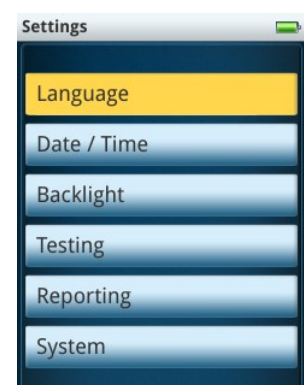 Settings
Language
Date / Time
Backlight
Testing
Reporting
System